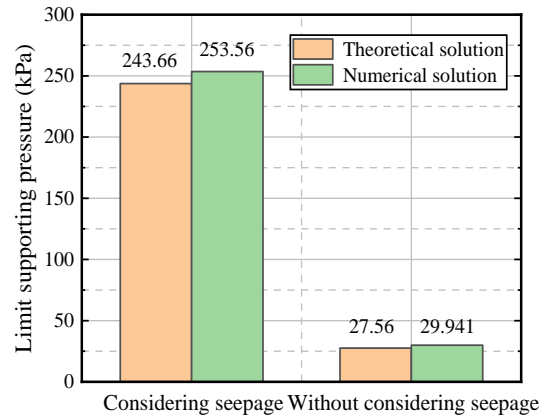 300
250
200
150
100
50
0
Limit supporting pressure (kPa)
Theoretical solution
Numerical solution
243.66
253.56
27.56
29.941
Considering seepage
Without considering seepage